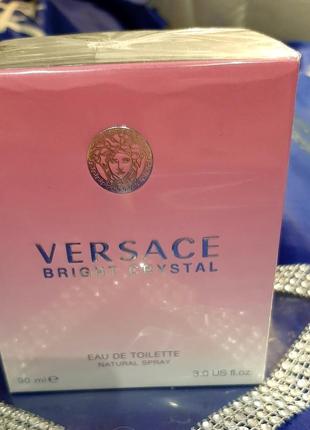 VERSACE
BRIGHT CRYSTAL
EAU DE TOILETTE
NATURAL SPRAY
90 ml ℮ 3.0 US fl.oz